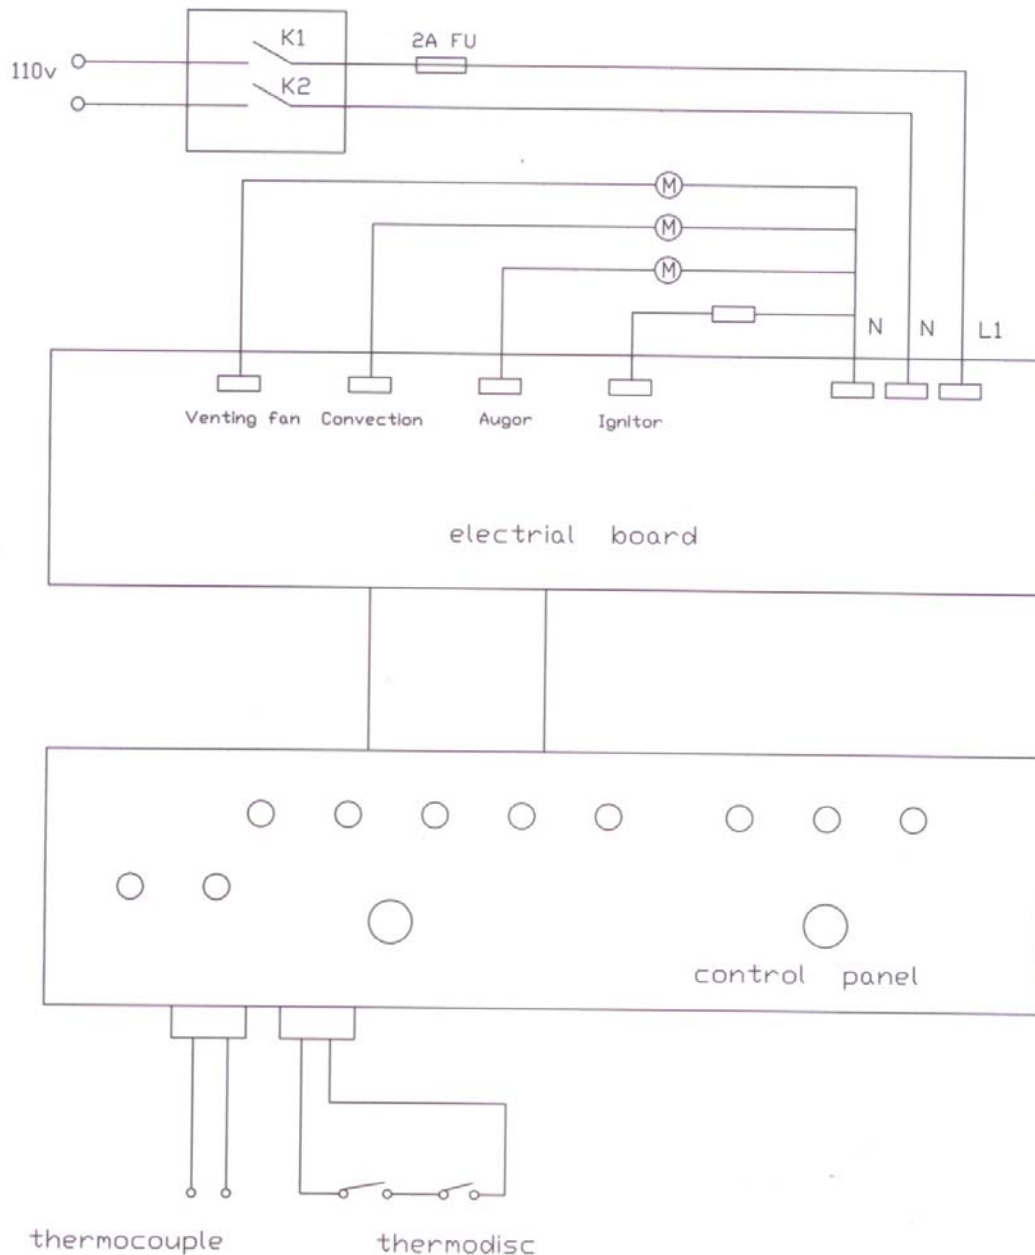 K1
2A FU
110v
K2
M
M
M
N
N
L1
Venting fan
Convection
Augor
Ignitor
electrial board
control panel
thermocouple
thermodisc